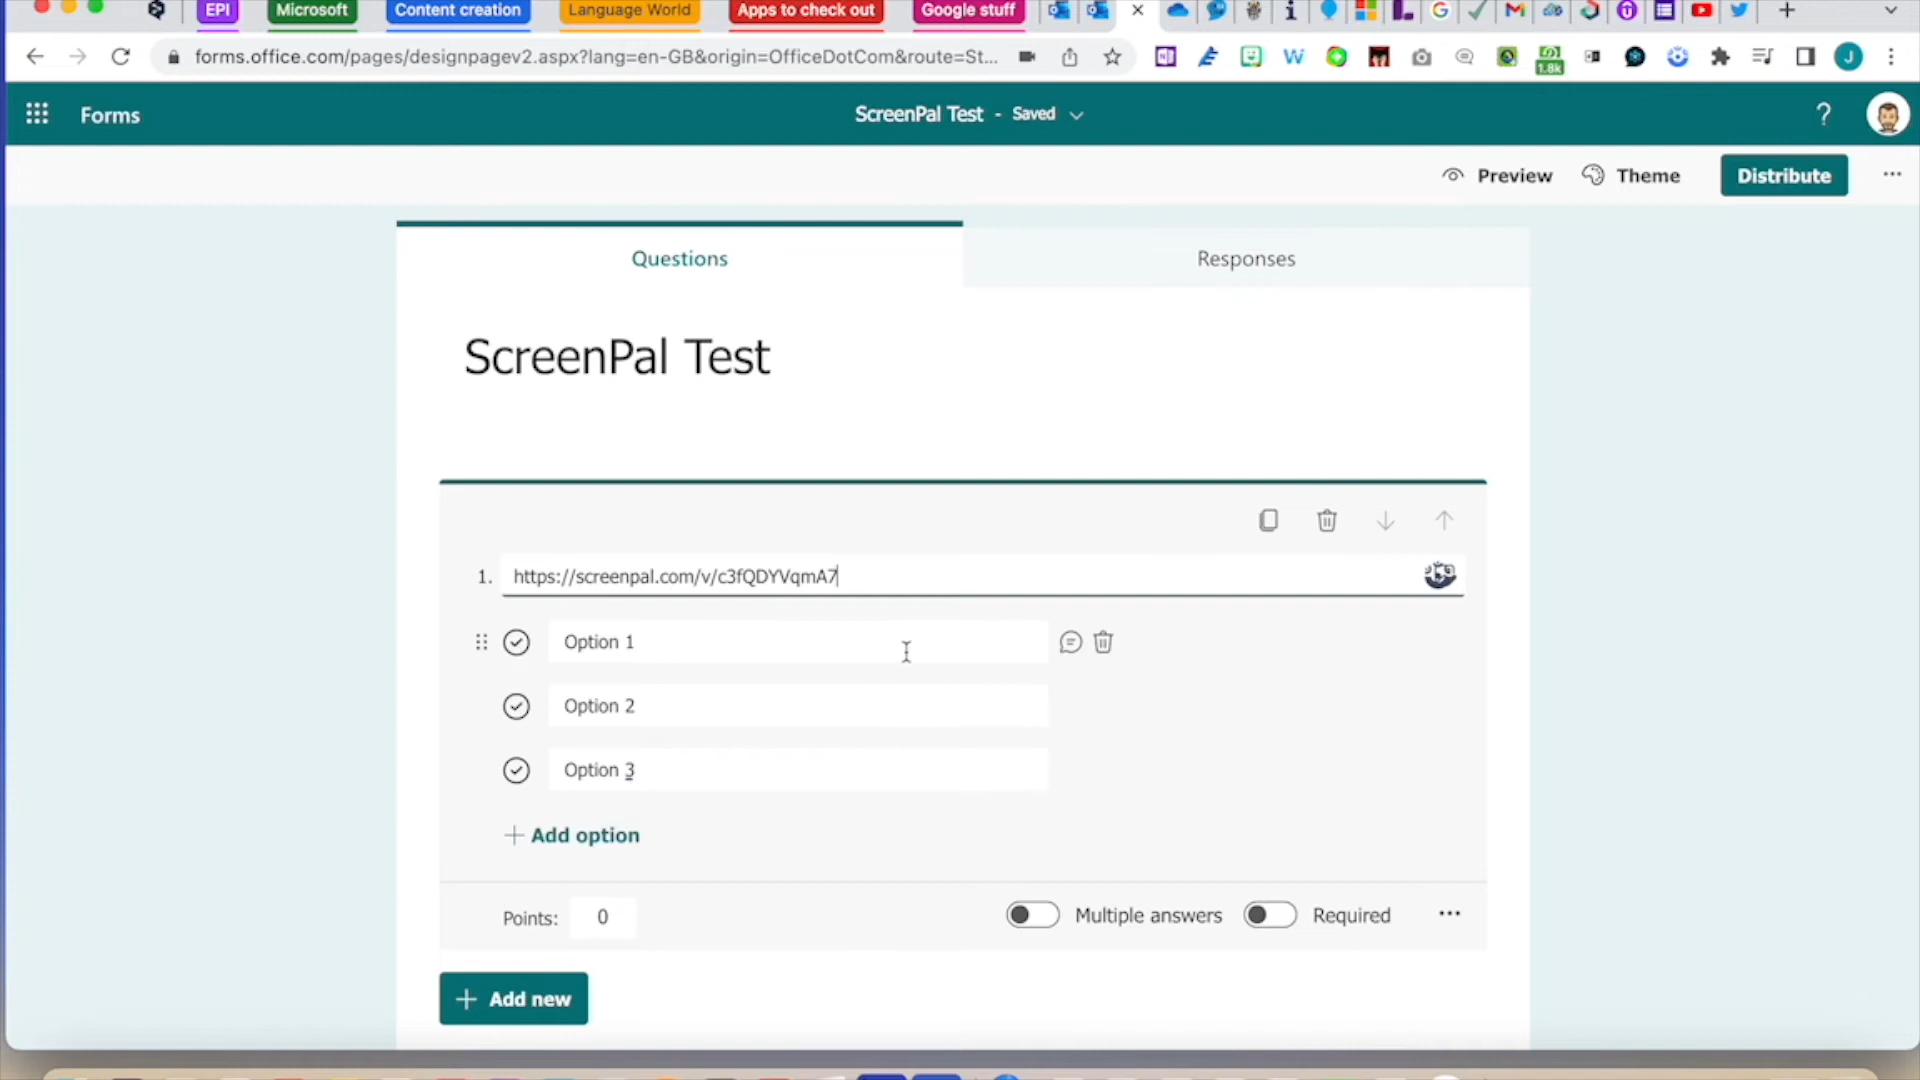 EPI Microsoft Content creation Language World Apps to check out Google stuff
forms.office.com/pages/designpagev2.aspx?lang=en-GB&origin=OfficeDotCom&route=St...
1.8k
J
Forms
ScreenPal Test - Saved
?
Preview
Theme
Distribute
Questions
Responses
ScreenPal Test
1. https://screenpal.com/v/c3fQDYVqmA7
Option 1
Option 2
Option 3
Add option
Points: 0
Multiple answers
Required
Add new